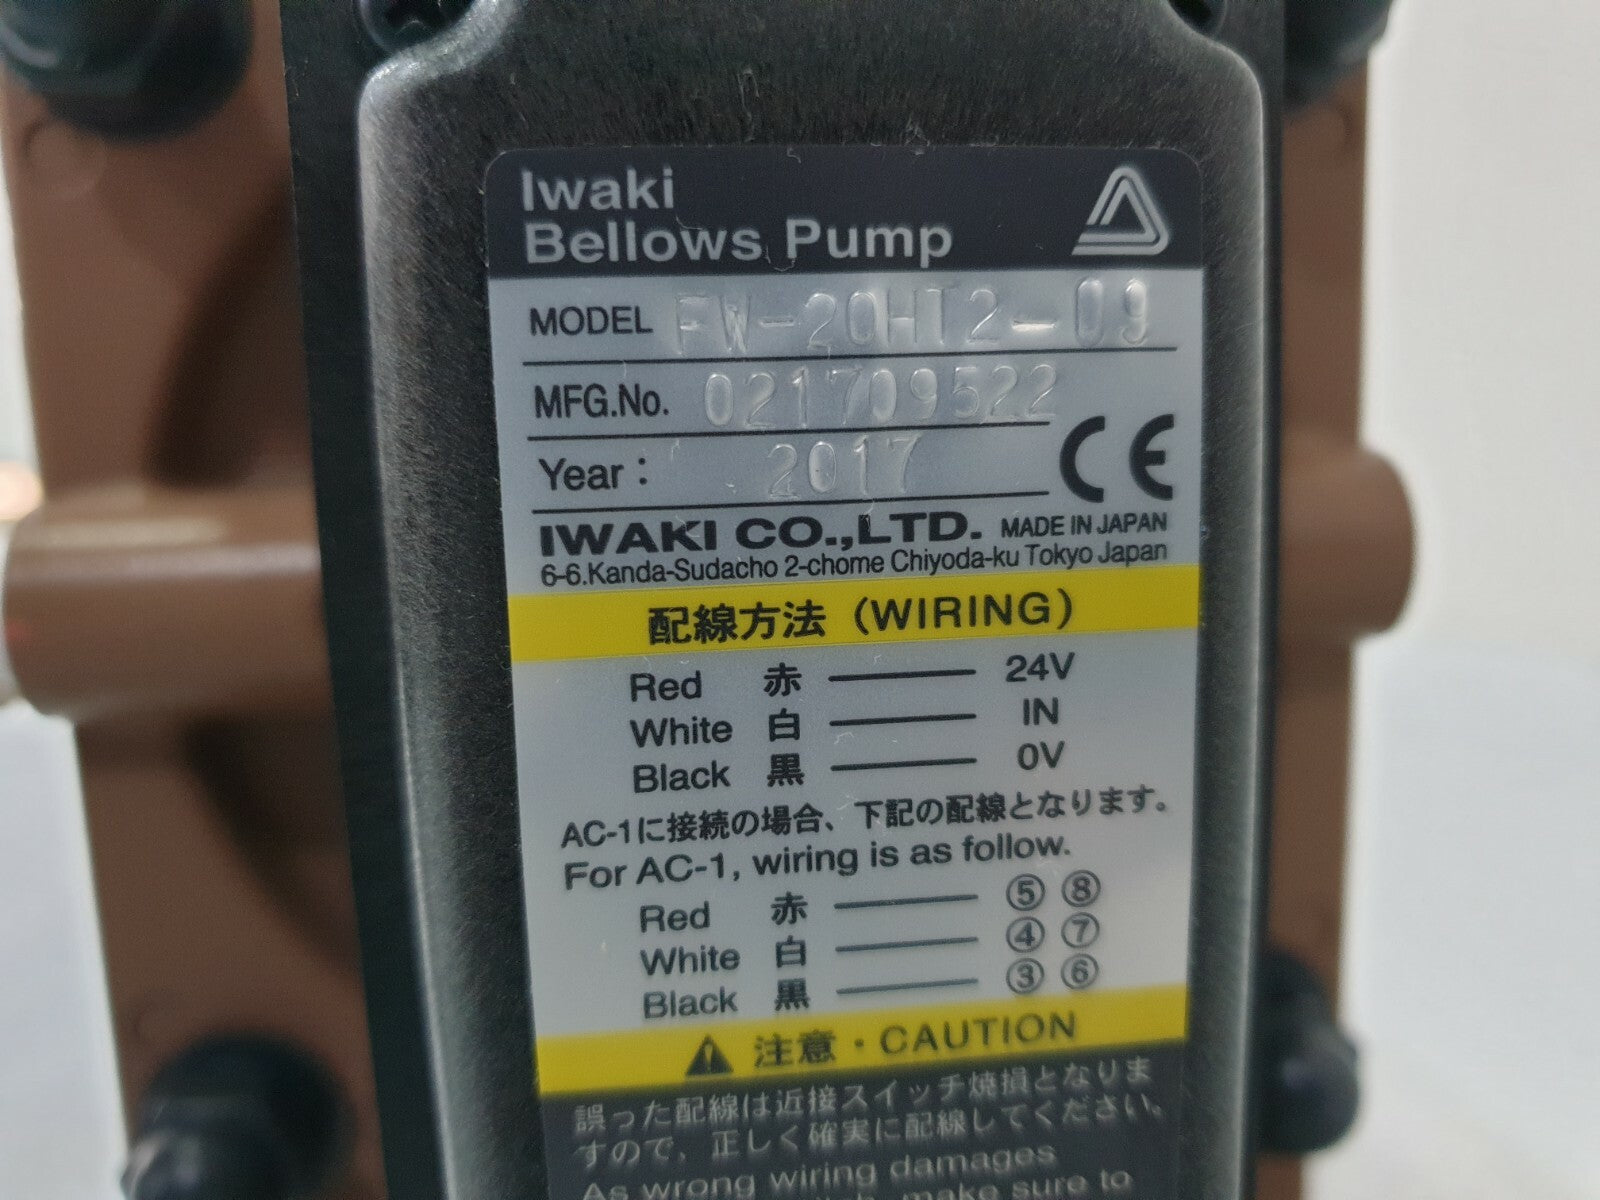 Iwaki
Bellows Pump
MODEL FW-20HT2-09
MFG.No. 021709522
Year: 2017
CE
IWAKI CO.,LTD. MADE IN JAPAN
6-6.Kanda-Sudacho 2-chome Chiyoda-ku Tokyo Japan
配線方法 (WIRING)
Red 赤 24V
White 白 IN
Black 黒 0V
AC-1に接続の場合、下記の配線となります。
For AC-1, wiring is as follow.
Red 赤 ⑤ ⑧
White 白 ④ ⑦
Black 黒 ③ ⑥
注意・CAUTION
誤った配線は近接スイッチ焼損となりま
すので、正しく確実に配線してください。
As wrong wiring damages
make sure to